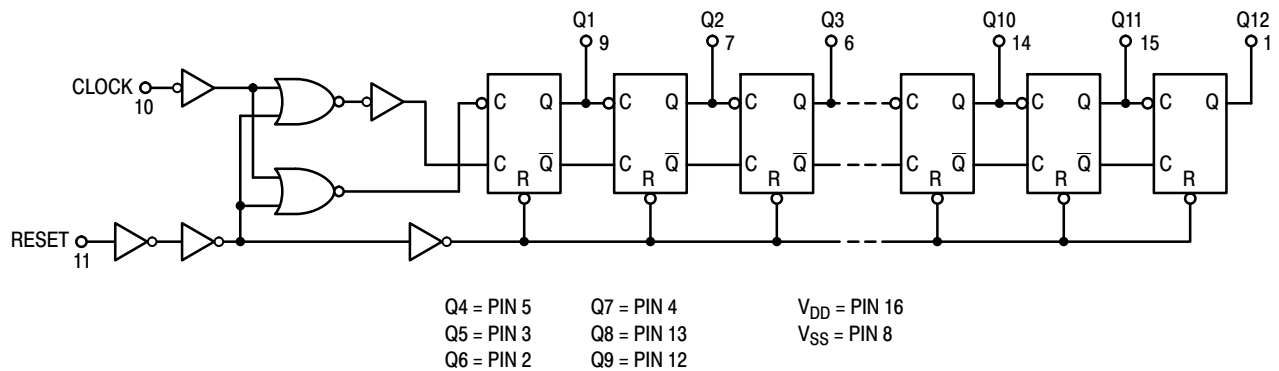 Q1 Q2 Q3 Q10 Q11 Q12
9 7 6 14 15 1
CLOCK
10
C Q C Q C Q C Q C Q C Q
C Q̅ C Q̅ C Q̅ C Q̅ C Q̅ C
R R R R R R
RESET
11
Q4 = PIN 5 Q7 = PIN 4 V_DD = PIN 16
Q5 = PIN 3 Q8 = PIN 13 V_SS = PIN 8
Q6 = PIN 2 Q9 = PIN 12